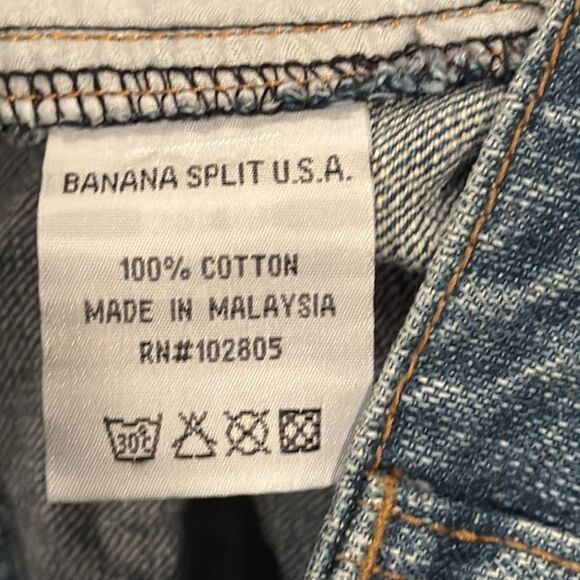 BANANA SPLIT U.S.A.
100% COTTON
MADE IN MALAYSIA
RN#102805
30℃